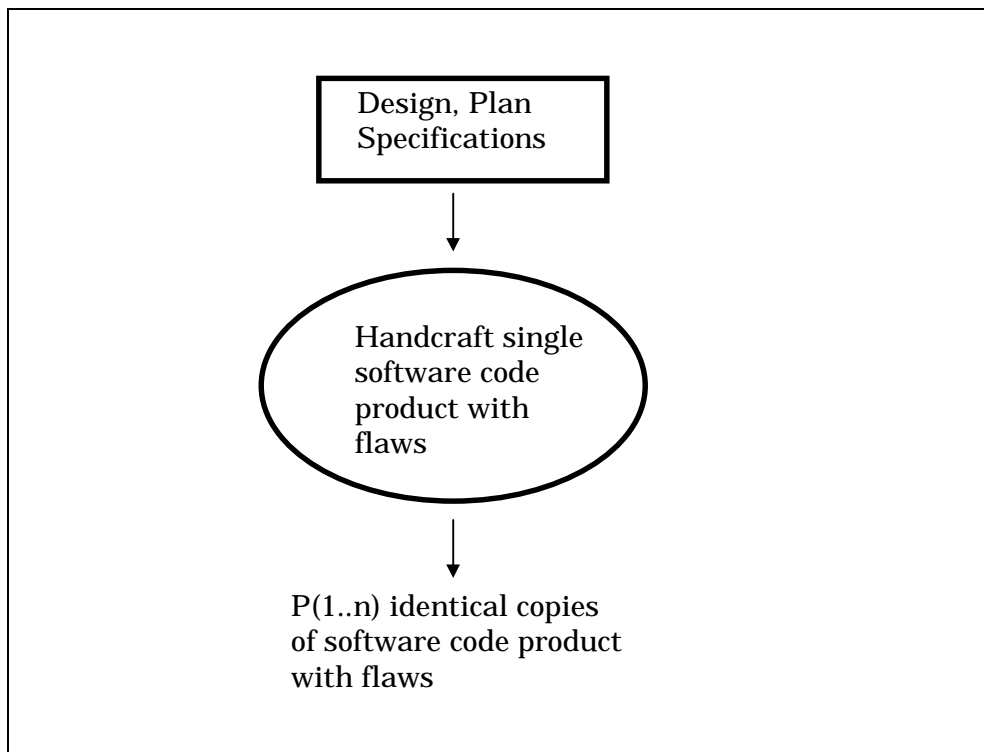 Design, Plan
Specifications
Handcraft single
software code
product with
flaws
P(1..n) identical copies
of software code product
with flaws